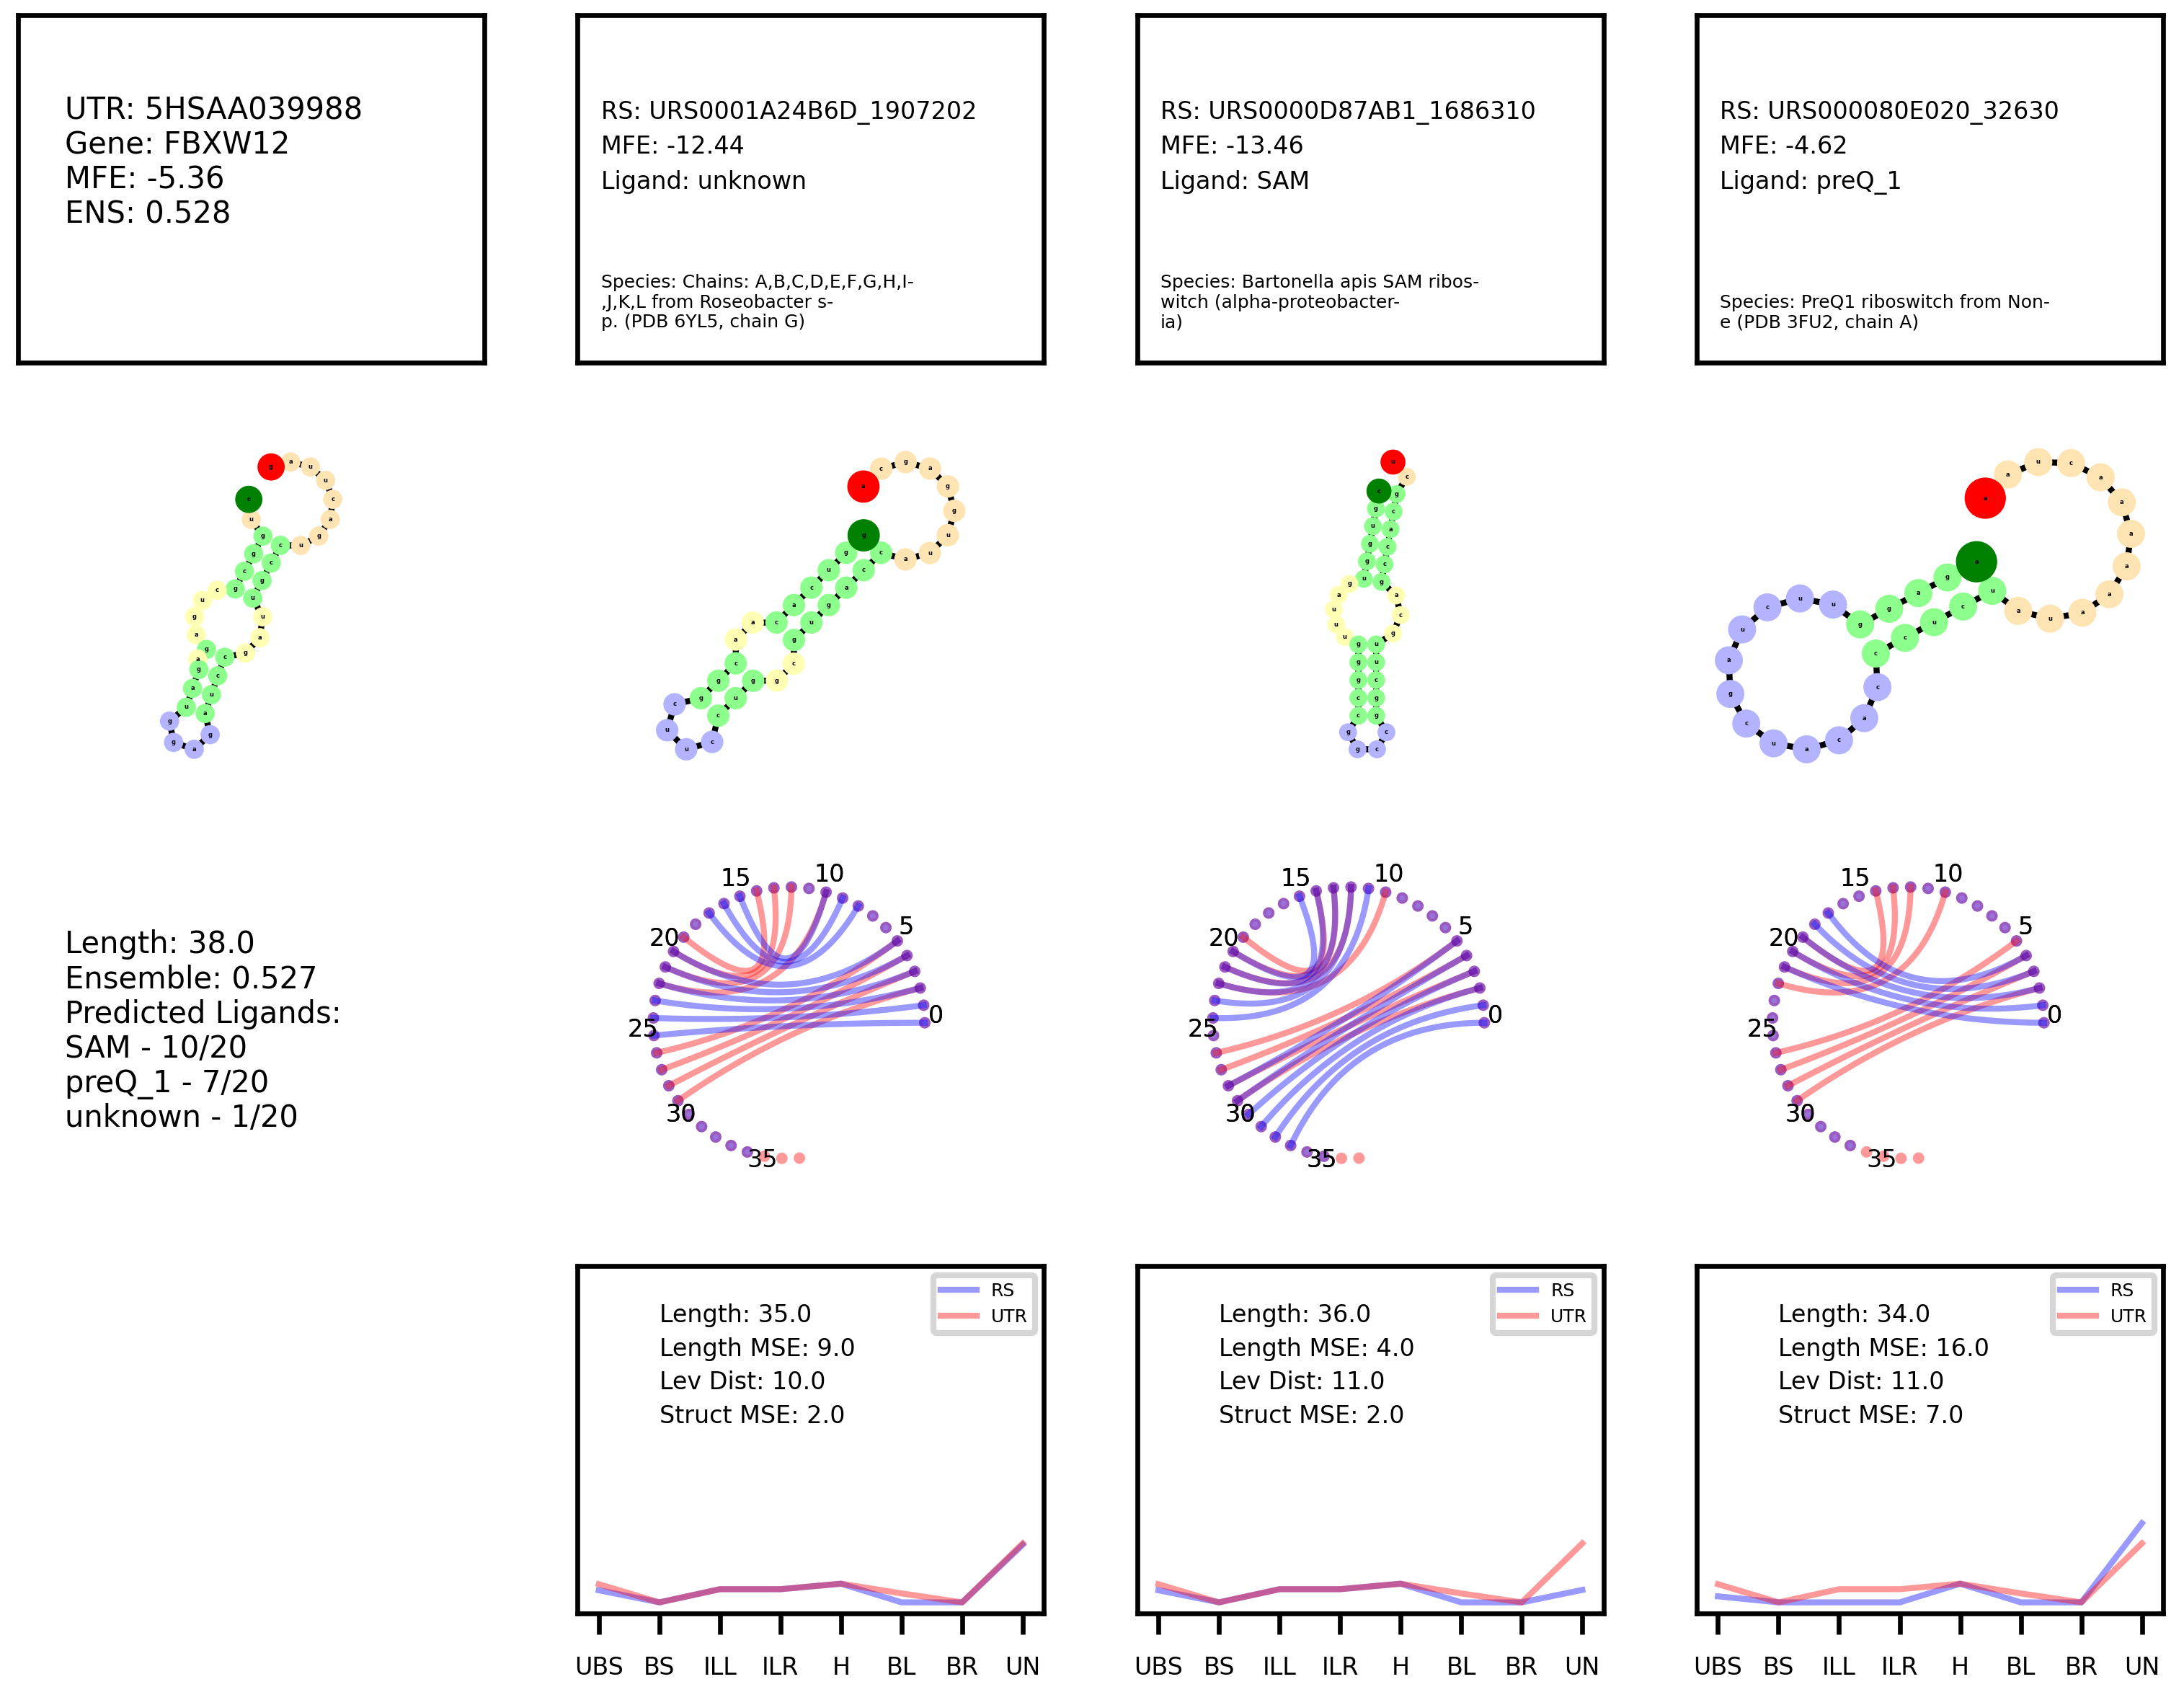 UTR: 5HSAA039988
Gene: FBXW12
MFE: -5.36
ENS: 0.528
RS: URS0001A24B6D_1907202
MFE: -12.44
Ligand: unknown
Species: Chains: A,B,C,D,E,F,G,H,I-
,J,K,L from Roseobacter s-
p. (PDB 6YL5, chain G)
RS: URS0000D87AB1_1686310
MFE: -13.46
Ligand: SAM
Species: Bartonella apis SAM ribos-
witch (alpha-proteobacter-
ia)
RS: URS000080E020_32630
MFE: -4.62
Ligand: preQ_1
Species: PreQ1 riboswitch from Non-
e (PDB 3FU2, chain A)
Length: 38.0
Ensemble: 0.527
Predicted Ligands:
SAM - 10/20
preQ_1 - 7/20
unknown - 1/20
0
5
10
15
20
25
30
35
0
5
10
15
20
25
30
35
0
5
10
15
20
25
30
35
RS
UTR
Length: 35.0
Length MSE: 9.0
Lev Dist: 10.0
Struct MSE: 2.0
UBS BS ILL ILR H BL BR UN
RS
UTR
Length: 36.0
Length MSE: 4.0
Lev Dist: 11.0
Struct MSE: 2.0
UBS BS ILL ILR H BL BR UN
RS
UTR
Length: 34.0
Length MSE: 16.0
Lev Dist: 11.0
Struct MSE: 7.0
UBS BS ILL ILR H BL BR UN